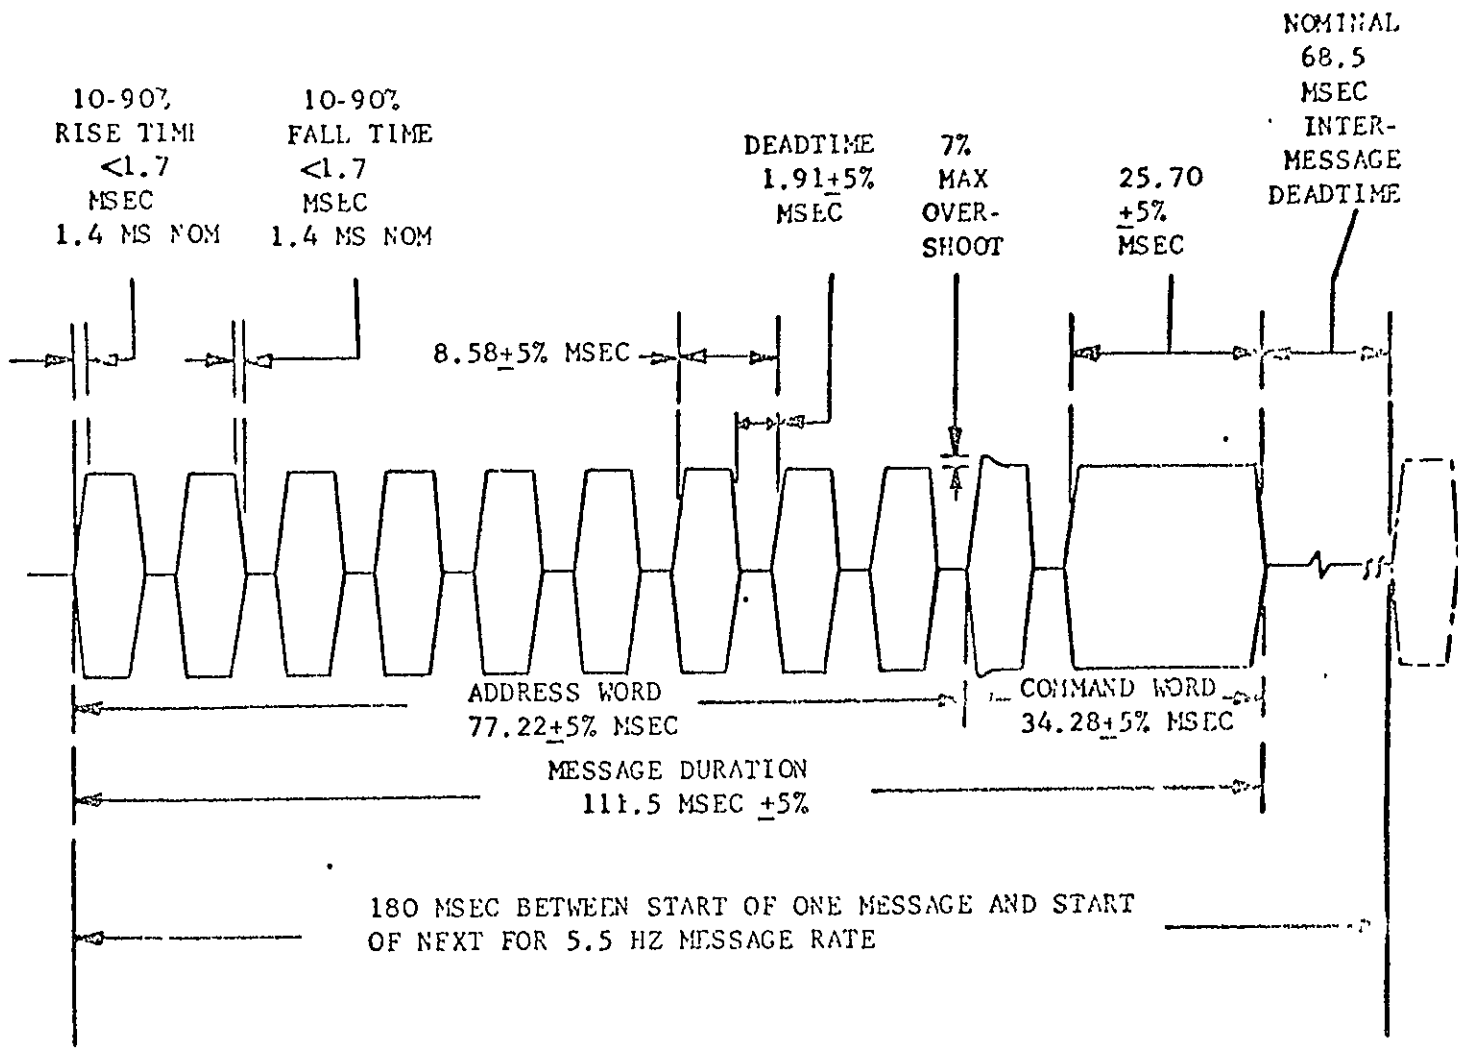 10-90%
RISE TIME
<1.7
MSEC
1.4 MS NOM
10-90%
FALL TIME
<1.7
MSEC
1.4 MS NOM
DEADTIME
1.91±5%
MSEC
7%
MAX
OVER-
SHOOT
25.70
±5%
MSEC
NOMINAL
68.5
MSEC
INTER-
MESSAGE
DEADTIME
8.58±5% MSEC
ADDRESS WORD
77.22±5% MSEC
COMMAND WORD
34.28±5% MSEC
MESSAGE DURATION
111.5 MSEC ±5%
180 MSEC BETWEEN START OF ONE MESSAGE AND START
OF NEXT FOR 5.5 HZ MESSAGE RATE